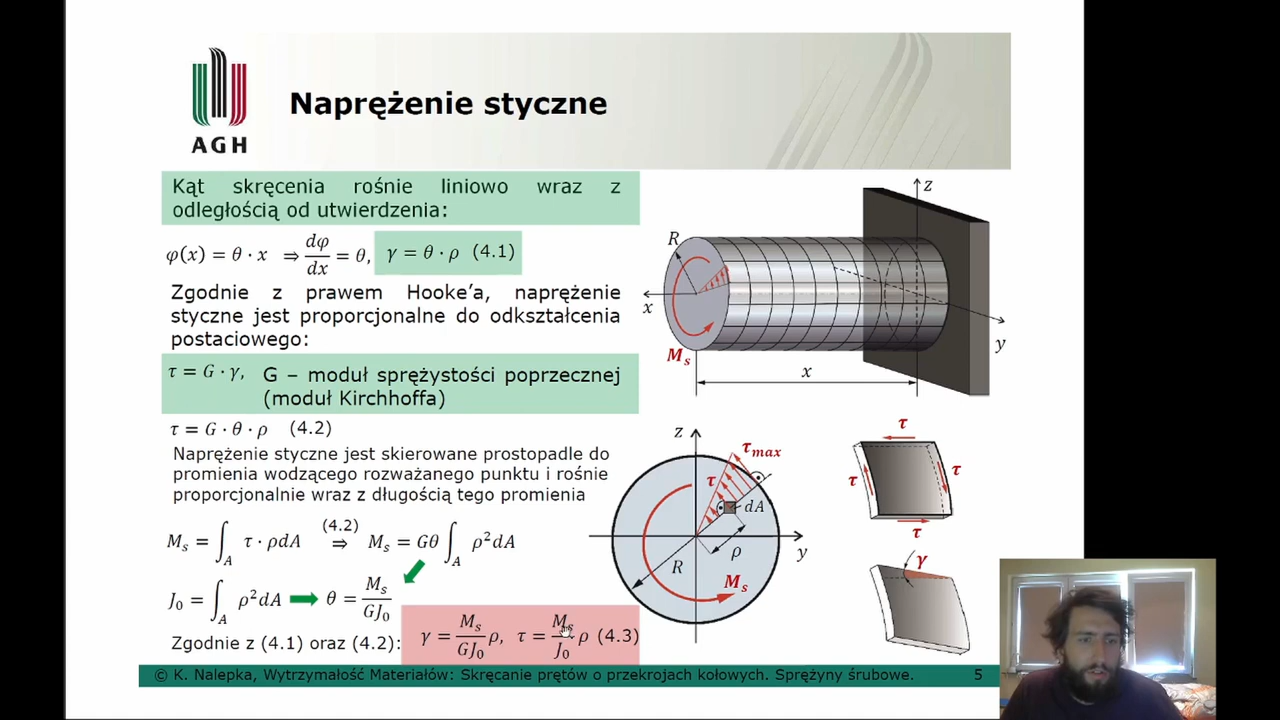 AGH
Naprężenie styczne
Kąt skręcenia rośnie liniowo wraz z
odległością od utwierdzenia:
φ(x) = θ · x ⇒ dφ/dx = θ, γ = θ · ρ (4.1)
Zgodnie z prawem Hooke'a, naprężenie
styczne jest proporcjonalne do odkształcenia
postaciowego:
τ = G · γ, G – moduł sprężystości poprzecznej
(moduł Kirchhoffa)
τ = G · θ · ρ (4.2)
Naprężenie styczne jest skierowane prostopadle do
promienia wodzącego rozważanego punktu i rośnie
proporcjonalnie wraz z długością tego promienia
M_s = ∫_A τ · ρdA (4.2) ⇒ M_s = Gθ ∫_A ρ²dA
J₀ = ∫_A ρ²dA θ = M_s/GJ₀
Zgodnie z (4.1) oraz (4.2): γ = M_s/GJ₀ ρ, τ = M_s/J₀ ρ (4.3)
z
R
x
y
M_s
x
z
τ_max
τ
dA
ρ
y
R
M_s
τ
τ
τ
τ
γ
© K. Nalepka, Wytrzymałość Materiałów: Skręcanie prętów o przekrojach kołowych. Sprężyny śrubowe. 5